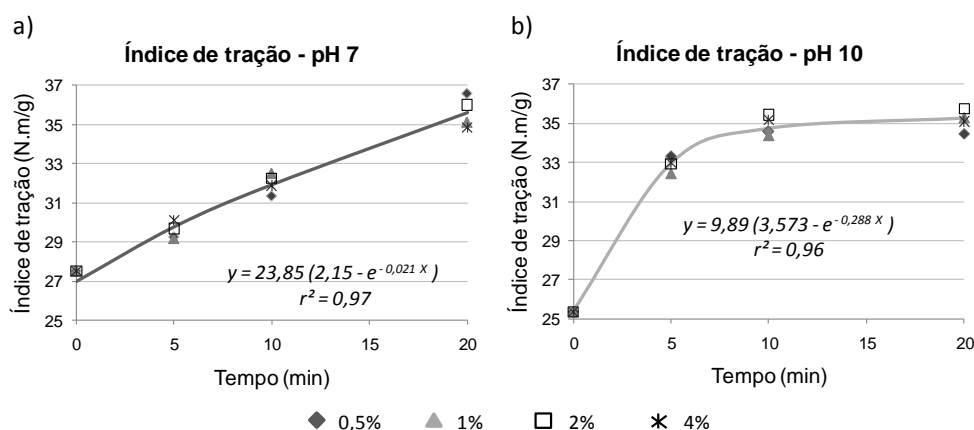 a)
Índice de tração - pH 7
Índice de tração (N.m/g)
37
35
33
31
29
27
25
y = 23,85 (2,15 - e^- 0,021 X )
r² = 0,97
0 5 10 15 20
Tempo (min)
b)
Índice de tração - pH 10
Índice de tração (N.m/g)
37
35
33
31
29
27
25
y = 9,89 (3,573 - e^- 0,288 X )
r² = 0,96
0 5 10 15 20
Tempo (min)
0,5% 1% 2% 4%